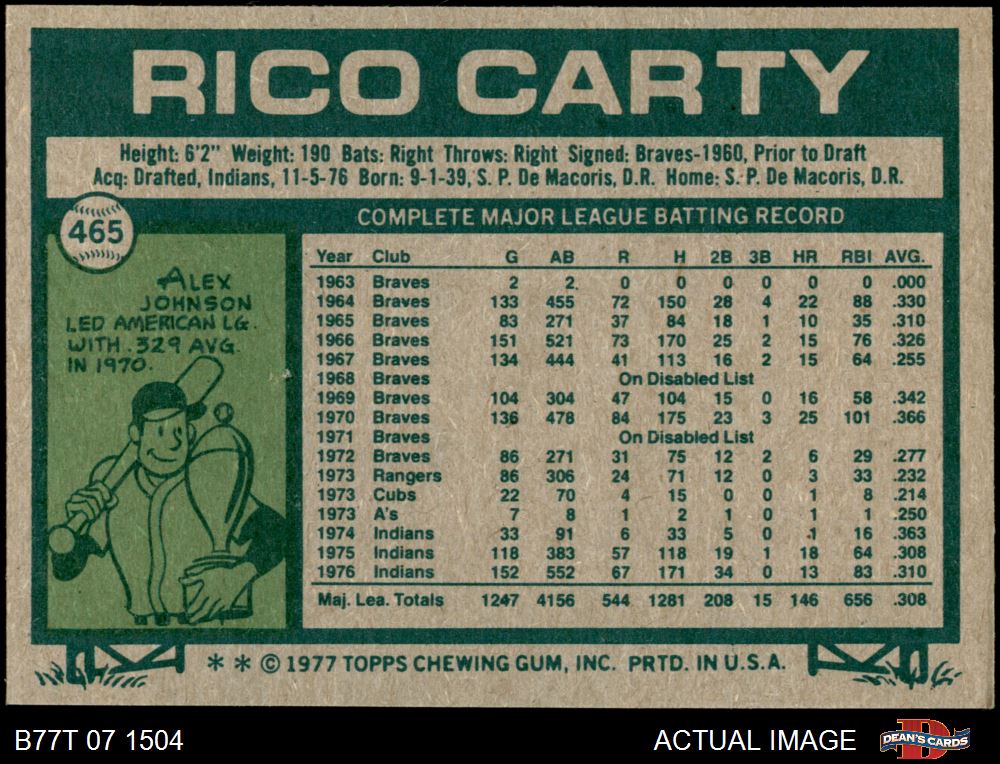 RICO CARTY
Height: 6'2" Weight: 190 Bats: Right Throws: Right Signed: Braves-1960, Prior to Draft
Acq: Drafted, Indians, 11-5-76 Born: 9-1-39, S. P. De Macoris, D.R. Home: S. P. De Macoris, D.R.
465
ALEX
JOHNSON
LED AMERICAN LG.
WITH .329 AVG.
IN 1970.
COMPLETE MAJOR LEAGUE BATTING RECORD
Year Club G AB R H 2B 3B HR RBI AVG.
1963 Braves 2 2 0 0 0 0 0 0 .000
1964 Braves 133 455 72 150 28 4 22 88 .330
1965 Braves 83 271 37 84 18 1 10 35 .310
1966 Braves 151 521 73 170 25 2 15 76 .326
1967 Braves 134 444 41 113 16 2 15 64 .255
1968 Braves On Disabled List
1969 Braves 104 304 47 104 15 0 16 58 .342
1970 Braves 136 478 84 175 23 3 25 101 .366
1971 Braves On Disabled List
1972 Braves 86 271 31 75 12 2 6 29 .277
1973 Rangers 86 306 24 71 12 0 3 33 .232
1973 Cubs 22 70 4 15 0 0 1 8 .214
1973 A's 7 8 1 2 1 0 1 1 .250
1974 Indians 33 91 6 33 5 0 1 16 .363
1975 Indians 118 383 57 118 19 1 18 64 .308
1976 Indians 152 552 67 171 34 0 13 83 .310
Maj. Lea. Totals 1247 4156 544 1281 208 15 146 656 .308
* * © 1977 TOPPS CHEWING GUM, INC. PRTD. IN U.S.A.
B77T 07 1504
ACTUAL IMAGE
D
DEAN'S CARDS